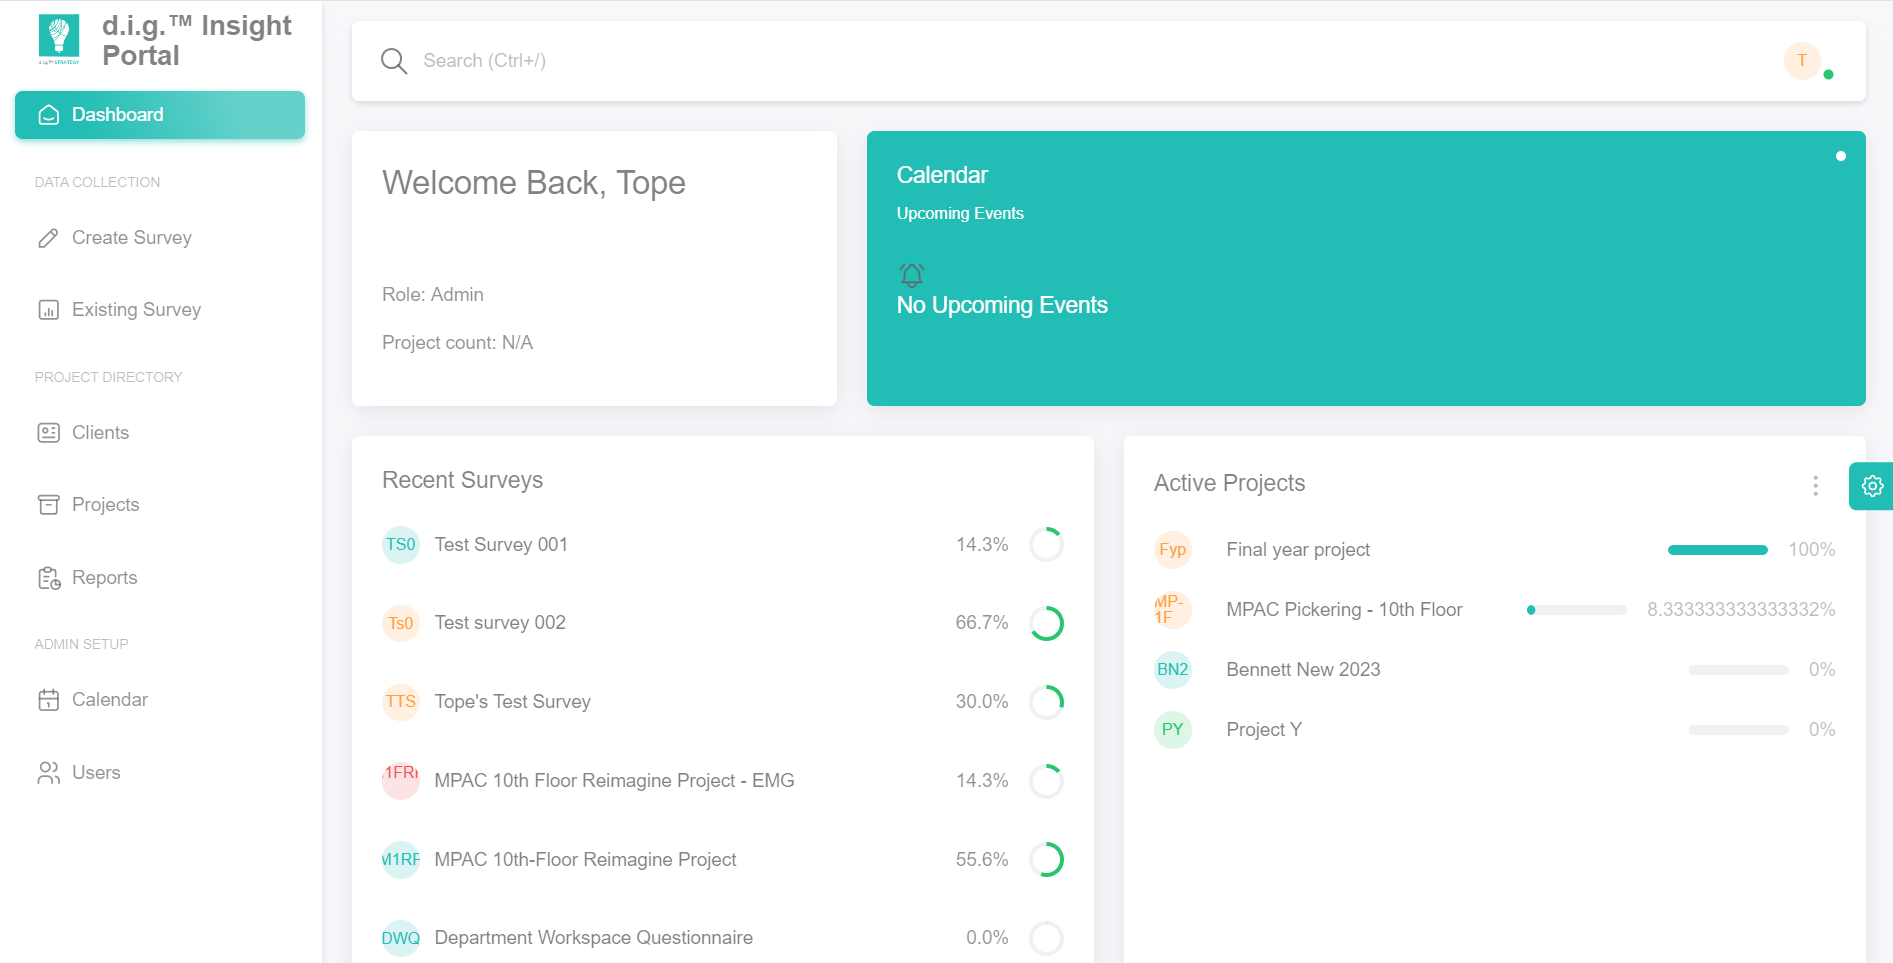 d.i.g.™ Insight
Portal
d.i.g.™ STRATEGY
Dashboard
DATA COLLECTION
Create Survey
Existing Survey
PROJECT DIRECTORY
Clients
Projects
Reports
ADMIN SETUP
Calendar
Users
Search (Ctrl+/)
T
Welcome Back, Tope
Role: Admin
Project count: N/A
Calendar
Upcoming Events
No Upcoming Events
Recent Surveys
TS0 Test Survey 001 14.3%
Ts0 Test survey 002 66.7%
TTS Tope's Test Survey 30.0%
MPAC 10th Floor Reimagine Project - EMG 14.3%
MPAC 10th-Floor Reimagine Project 55.6%
DWQ Department Workspace Questionnaire 0.0%
Active Projects
Fyp Final year project 100%
MP-
1F
MPAC Pickering - 10th Floor 8.333333333333332%
BN2 Bennett New 2023 0%
PY Project Y 0%